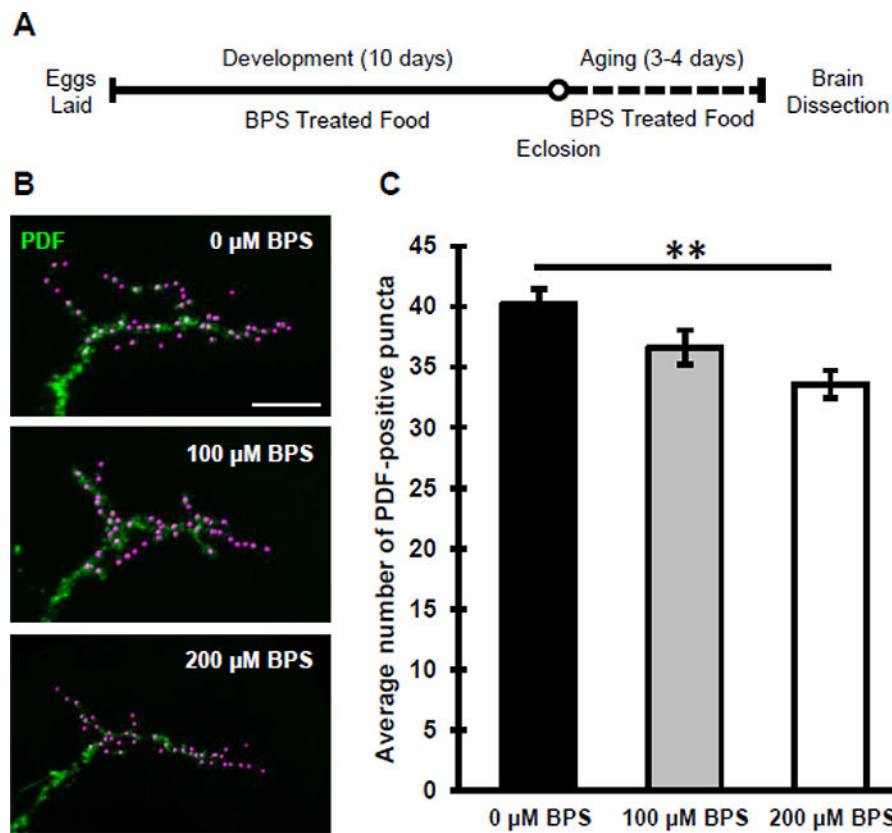 A
Development (10 days)
Aging (3-4 days)
Eggs
Laid
Brain
Dissection
BPS Treated Food
BPS Treated Food
Eclosion
B
PDF
0 µM BPS
100 µM BPS
200 µM BPS
C
**
Average number of PDF-positive puncta
45
40
35
30
25
20
15
10
5
0
0 µM BPS
100 µM BPS
200 µM BPS